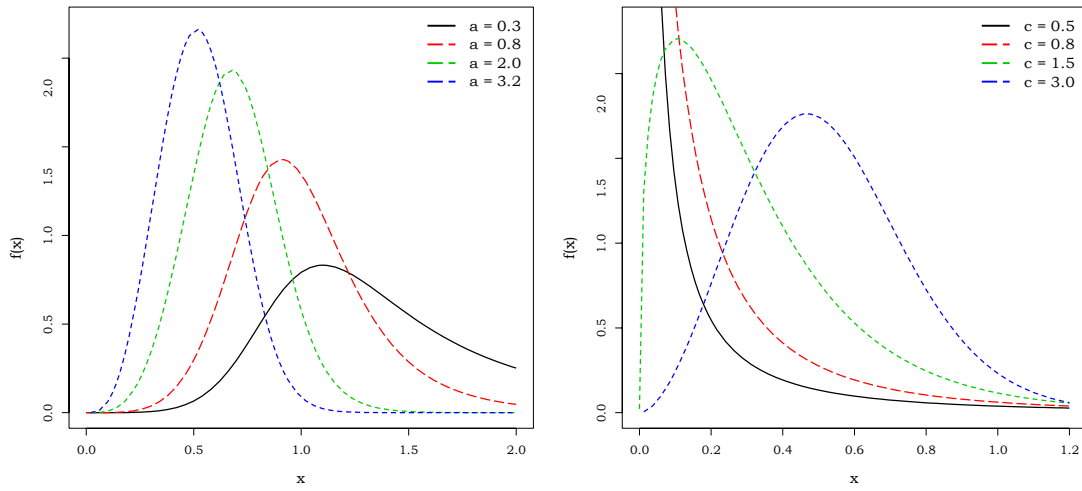 a = 0.3
a = 0.8
a = 2.0
a = 3.2
f(x)
0.0
0.5
1.0
1.5
2.0
0.0
0.5
1.0
1.5
2.0
x
c = 0.5
c = 0.8
c = 1.5
c = 3.0
f(x)
0.0
0.5
1.0
1.5
2.0
0.0
0.2
0.4
0.6
0.8
1.0
1.2
x